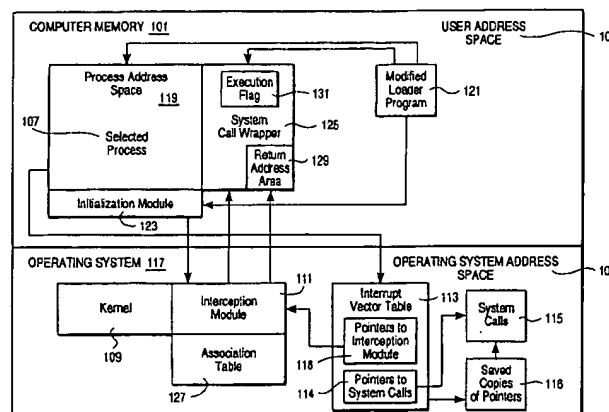 COMPUTER MEMORY 101
USER ADDRESS
SPACE
10
Process Address
Space
119
107
Selected
Process
Initialization Module
123
Execution
Flag
131
System
Call Wrapper
125
Return
Address
Area
129
Modified
Loader
Program
121
OPERATING SYSTEM 117
OPERATING SYSTEM ADDRESS
SPACE
10
Kernel
109
Interception
Module
111
Association
Table
127
Interrupt
Vector Table
113
Pointers to
Interception
Module
118
114
Pointers to
System Calls
System
Calls
115
Saved
Copies
of Pointers
116